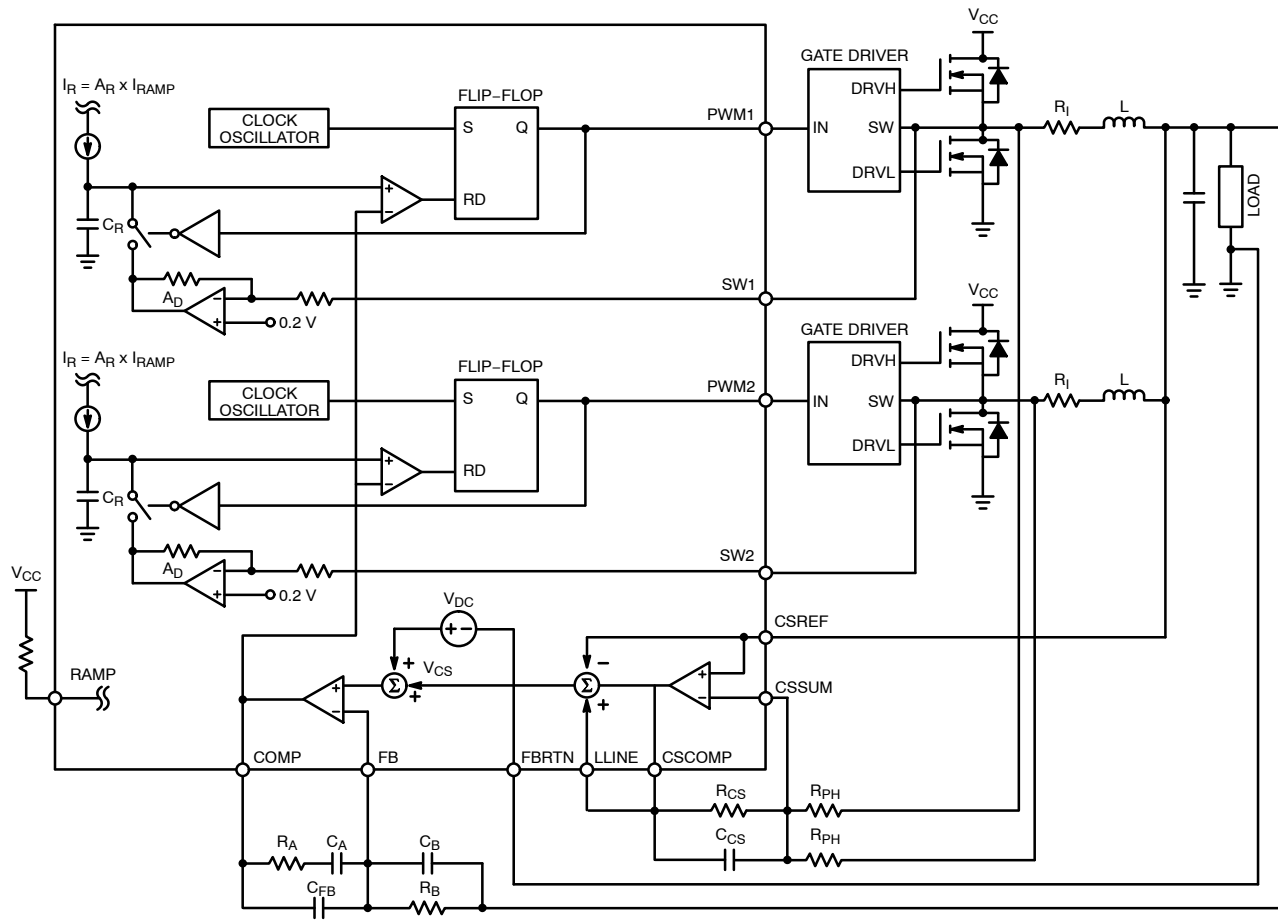 V_CC
GATE DRIVER
I_R = A_R x I_RAMP
FLIP–FLOP
CLOCK
OSCILLATOR
S
Q
PWM1
IN
DRVH
SW
DRVL
R_I
L
LOAD
RD
+
–
C_R
A_D
–
+
0.2 V
SW1
V_CC
I_R = A_R x I_RAMP
GATE DRIVER
FLIP–FLOP
CLOCK
OSCILLATOR
S
Q
PWM2
IN
DRVH
SW
DRVL
R_I
L
RD
+
–
C_R
A_D
–
+
0.2 V
SW2
V_CC
V_DC
+ –
CSREF
RAMP
+
V_CS
+
Σ
–
Σ
+
+
–
CSSUM
+
–
COMP
FB
FBRTN
LLINE
CSCOMP
R_CS
R_PH
C_CS
R_PH
R_A
C_A
C_B
C_FB
R_B